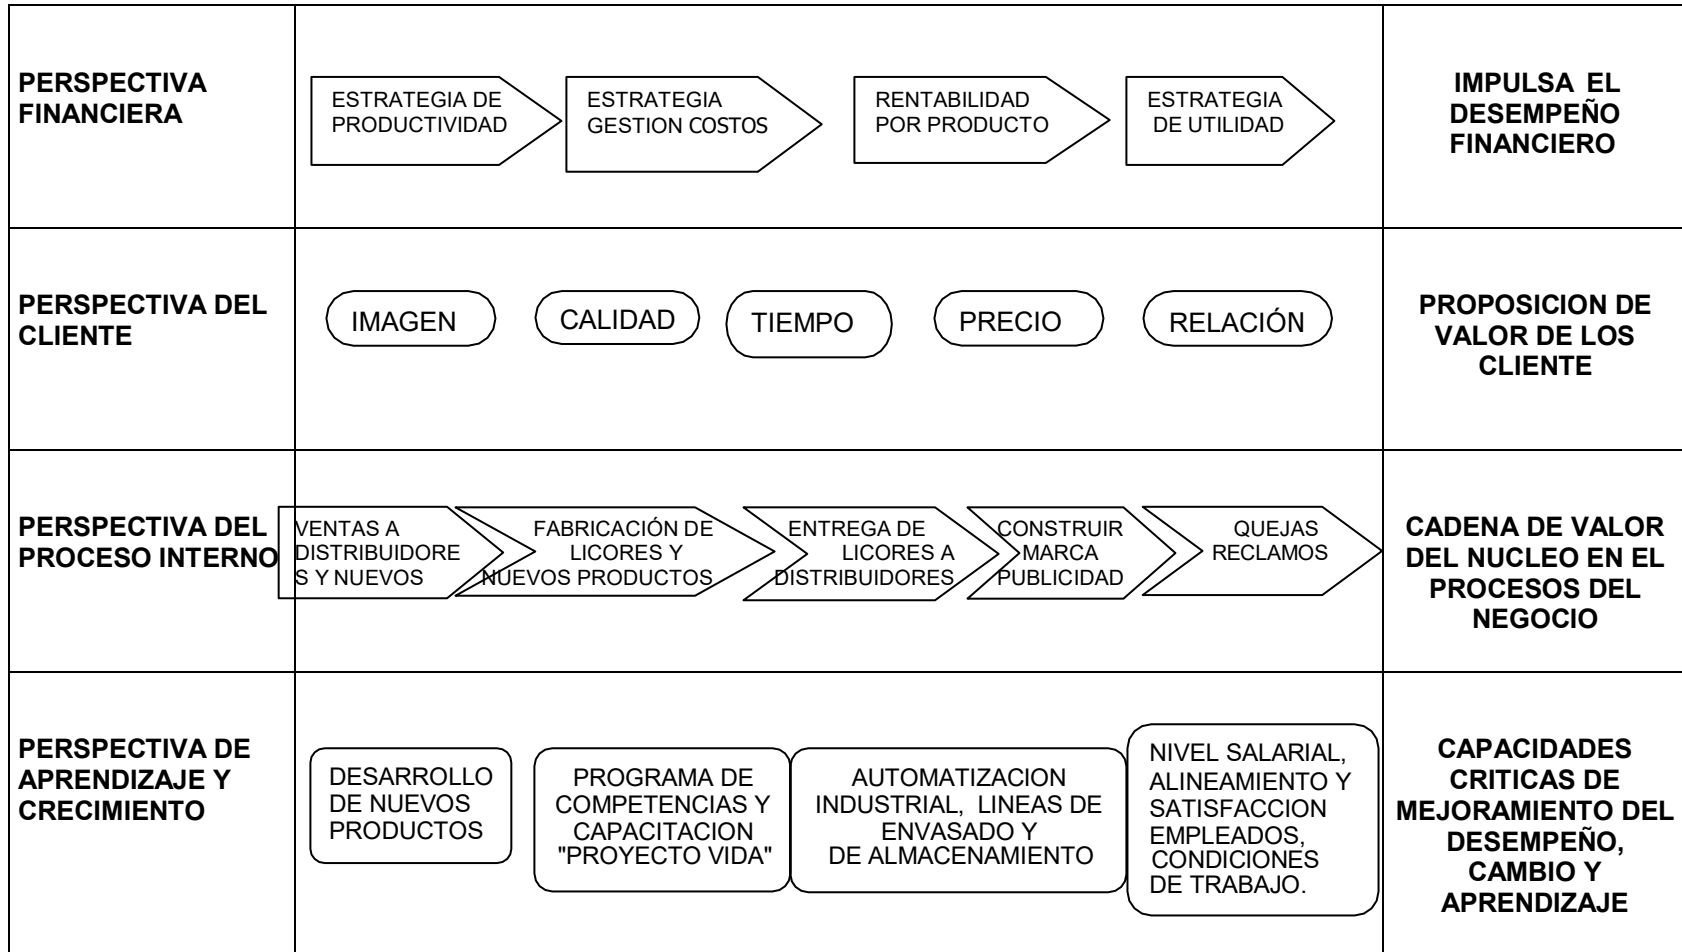 PERSPECTIVA
FINANCIERA
ESTRATEGIA DE
PRODUCTIVIDAD
ESTRATEGIA
GESTION COSTOS
RENTABILIDAD
POR PRODUCTO
ESTRATEGIA
DE UTILIDAD
IMPULSA EL
DESEMPEÑO
FINANCIERO
PERSPECTIVA DEL
CLIENTE
IMAGEN
CALIDAD
TIEMPO
PRECIO
RELACIÓN
PROPOSICION DE
VALOR DE LOS
CLIENTE
PERSPECTIVA DEL
PROCESO INTERNO
VENTAS A
DISTRIBUIDORE
S Y NUEVOS
FABRICACIÓN DE
LICORES Y
NUEVOS PRODUCTOS
ENTREGA DE
LICORES A
DISTRIBUIDORES
CONSTRUIR
MARCA
PUBLICIDAD
QUEJAS
RECLAMOS
CADENA DE VALOR
DEL NUCLEO EN EL
PROCESOS DEL
NEGOCIO
PERSPECTIVA DE
APRENDIZAJE Y
CRECIMIENTO
DESARROLLO
DE NUEVOS
PRODUCTOS
PROGRAMA DE
COMPETENCIAS Y
CAPACITACION
"PROYECTO VIDA"
AUTOMATIZACION
INDUSTRIAL, LINEAS DE
ENVASADO Y
DE ALMACENAMIENTO
NIVEL SALARIAL,
ALINEAMIENTO Y
SATISFACCION
EMPLEADOS,
CONDICIONES
DE TRABAJO.
CAPACIDADES
CRITICAS DE
MEJORAMIENTO DEL
DESEMPEÑO,
CAMBIO Y
APRENDIZAJE